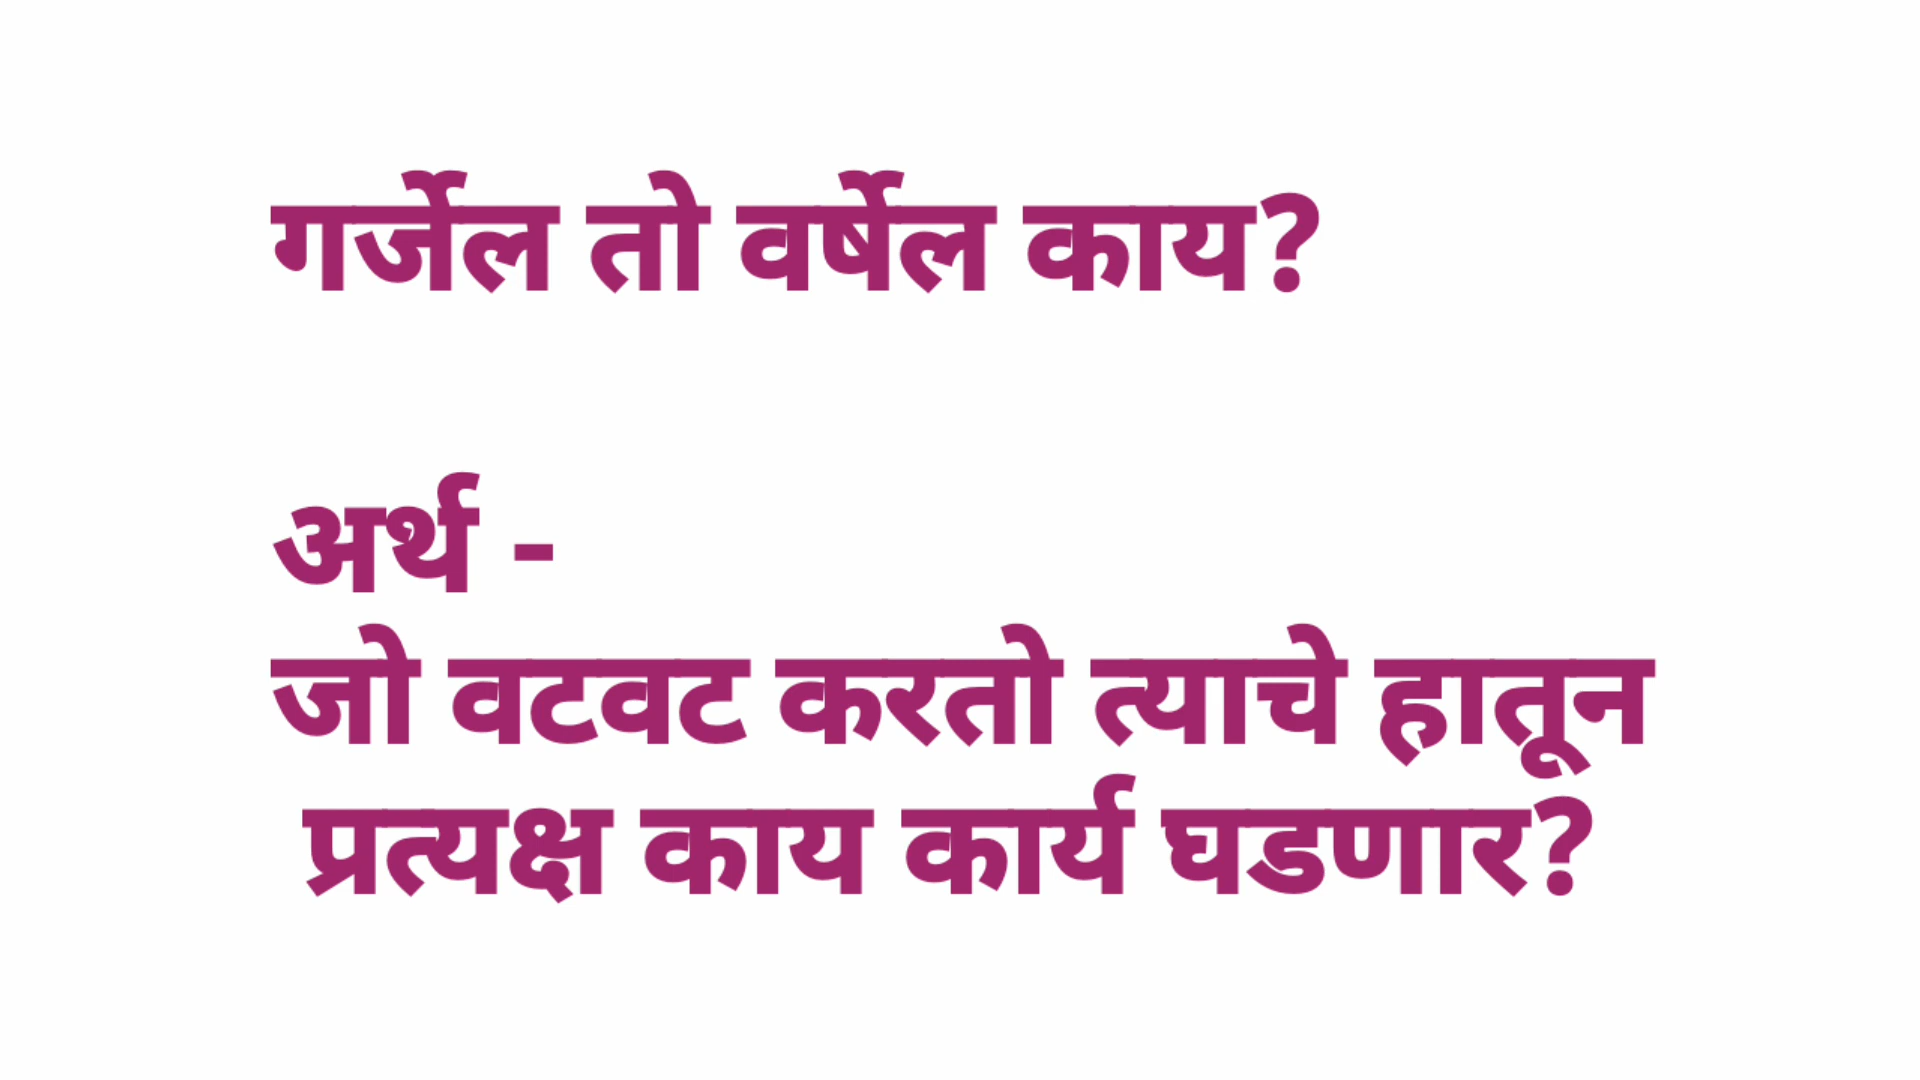 गर्जेल तो वर्षेल काय?
अर्थ -
जो वटवट करतो त्याचे हातून
प्रत्यक्ष काय कार्य घडणार?